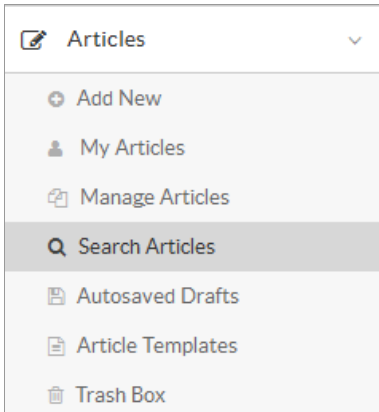 Articles
Add New
My Articles
Manage Articles
Search Articles
Autosaved Drafts
Article Templates
Trash Box